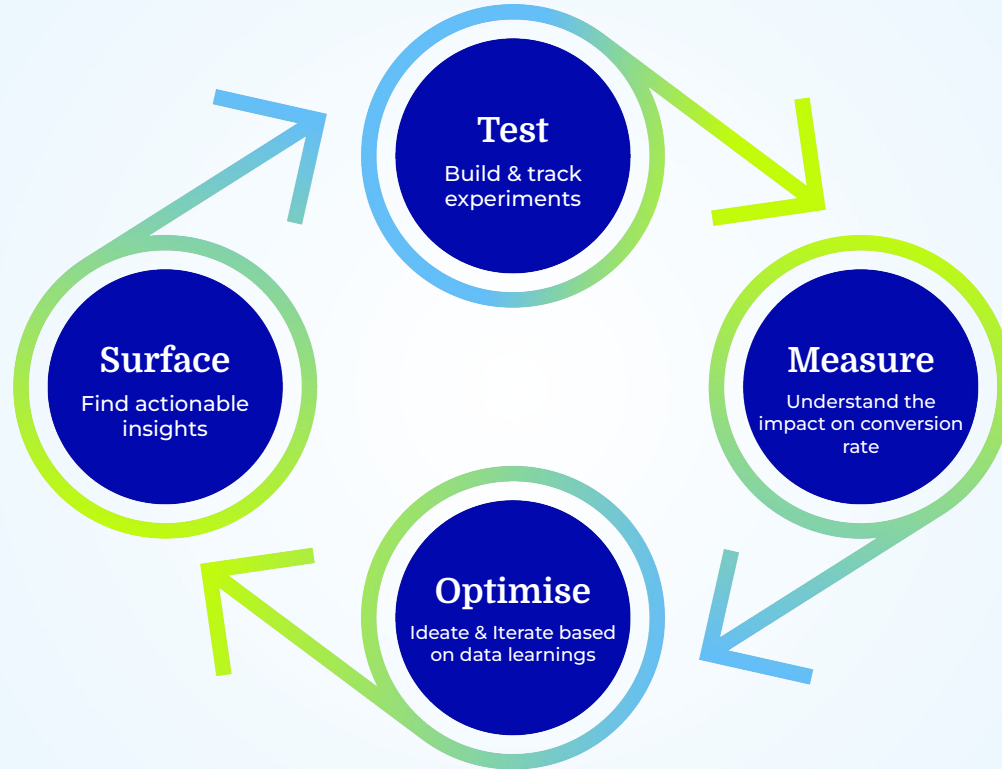 Test
Build & track
experiments
Surface
Find actionable
insights
Measure
Understand the
impact on conversion
rate
Optimise
Ideate & Iterate based
on data learnings